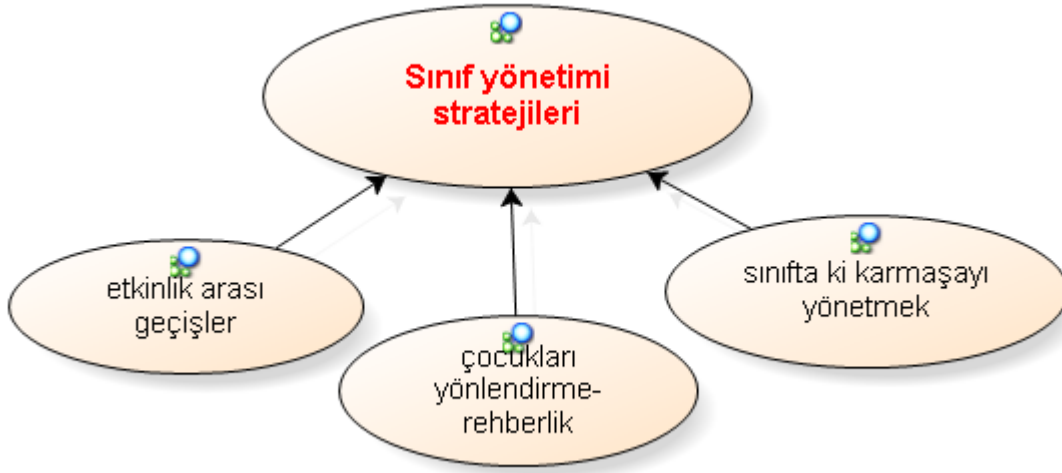 Sınıf yönetimi
stratejileri
etkinlik arası
geçişler
çocukları
yönlendirme-
rehberlik
sınıfta ki karmaşayı
yönetmek